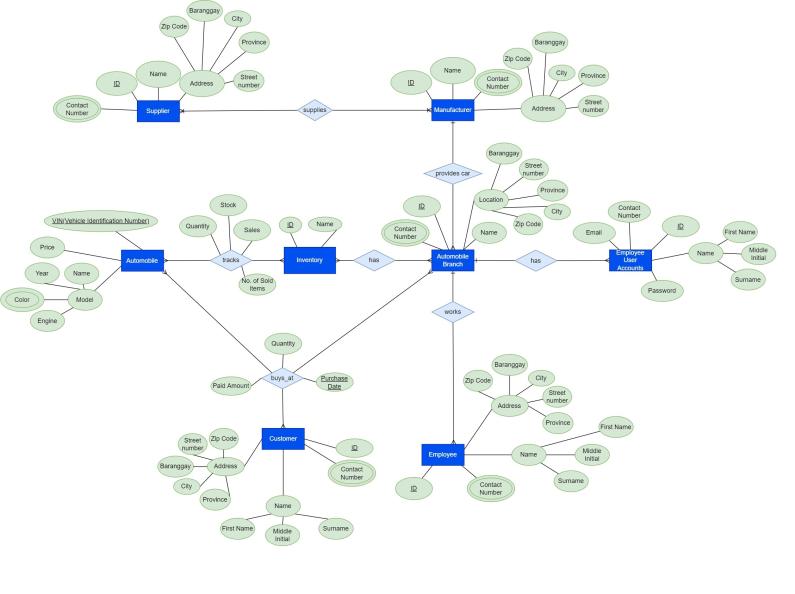 Baranggay
Zip Code
City
Province
Name
ID
Address
Street
number
Contact
Number
Supplier
supplies
Baranggay
Zip Code
Name
ID
Contact
Number
City
Province
Address
Street
number
Manufacturer
provides car
Baranggay
Street
number
Province
Location
City
Zip Code
ID
Contact
Number
Name
Automobile
Branch
Stock
Quantity
Sales
tracks
No. of Sold
Items
ID
Name
Inventory
has
VIN(Vehicle Identification Number)
Price
Year
Name
Color
Model
Engine
Automobile
has
Contact
Number
Email
ID
Employee
User
Accounts
Password
First Name
Name
Middle
Initial
Surname
works
Quantity
buys_at
Paid Amount
Purchase
Date
Customer
Street
number
Zip Code
Baranggay
Address
City
Province
ID
Contact
Number
Name
First Name
Middle
Initial
Surname
Baranggay
Zip Code
City
Street
number
Address
Province
Employee
First Name
Name
Middle
Initial
Surname
ID
Contact
Number